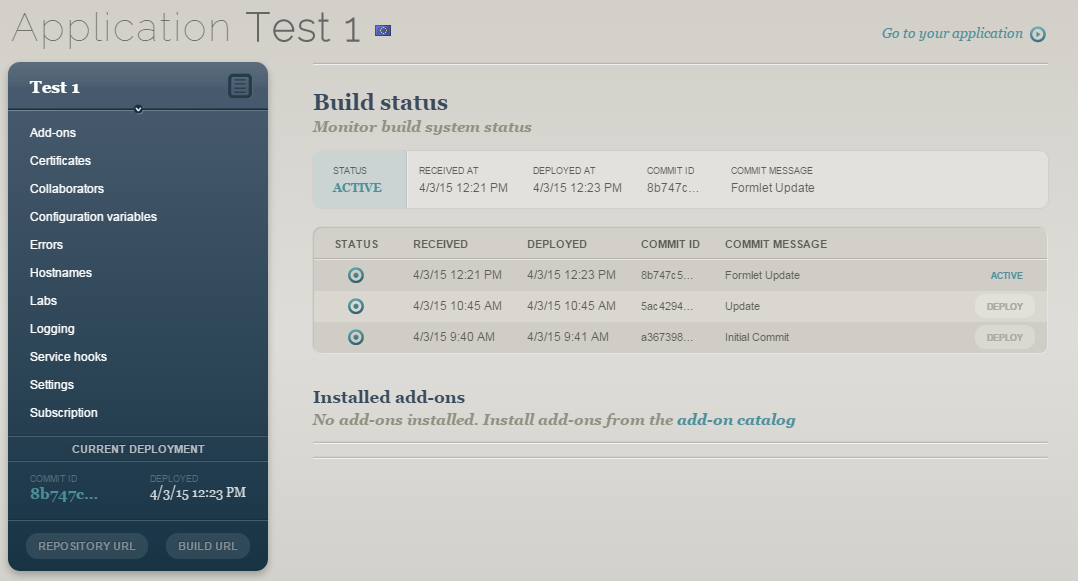 Application Test 1
Go to your application
Test 1
Add-ons
Certificates
Collaborators
Configuration variables
Errors
Hostnames
Labs
Logging
Service hooks
Settings
Subscription
CURRENT DEPLOYMENT
COMMIT ID DEPLOYED
8b747c... 4/3/15 12:23 PM
REPOSITORY URL BUILD URL
Build status
Monitor build system status
STATUS RECEIVED AT DEPLOYED AT COMMIT ID COMMIT MESSAGE
ACTIVE 4/3/15 12:21 PM 4/3/15 12:23 PM 8b747c... Formlet Update
STATUS RECEIVED DEPLOYED COMMIT ID COMMIT MESSAGE
4/3/15 12:21 PM 4/3/15 12:23 PM 8b747c5... Formlet Update ACTIVE
4/3/15 10:45 AM 4/3/15 10:45 AM 5ac4294... Update DEPLOY
4/3/15 9:40 AM 4/3/15 9:41 AM a367398... Initial Commit DEPLOY
Installed add-ons
No add-ons installed. Install add-ons from the add-on catalog